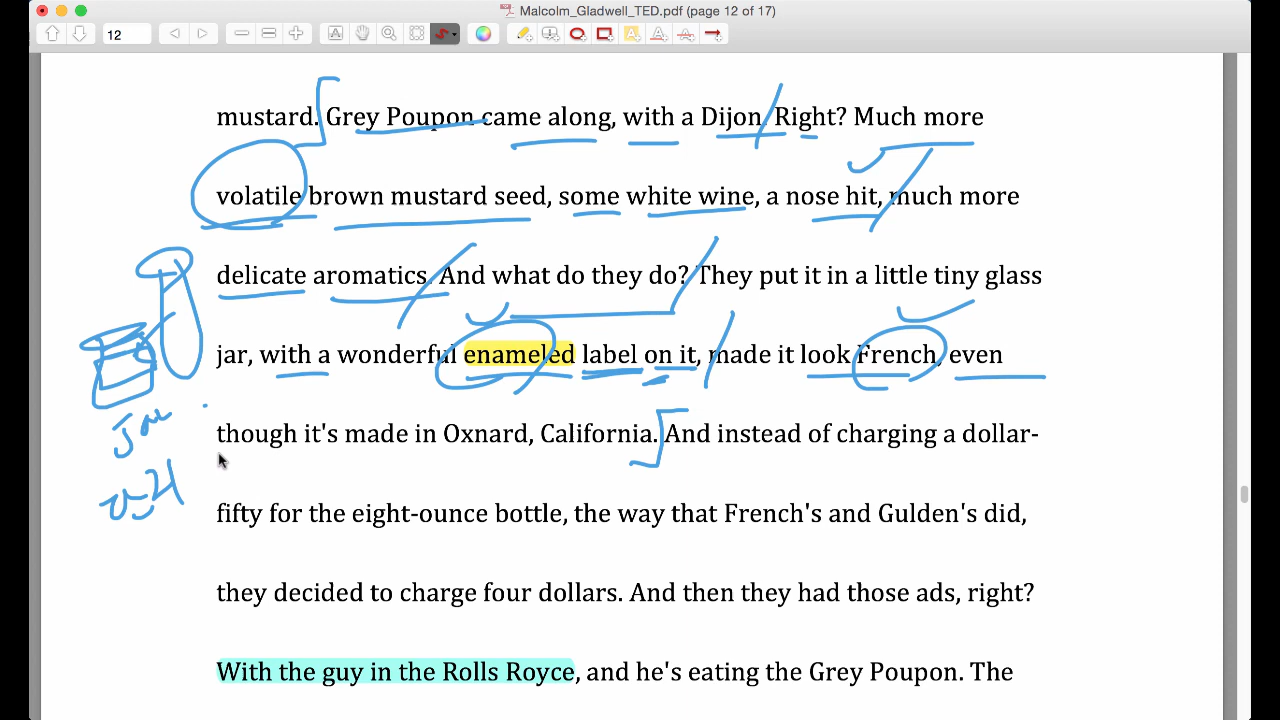 Malcolm_Gladwell_TED.pdf (page 12 of 17)
12
mustard. Grey Poupon came along, with a Dijon. Right? Much more
volatile brown mustard seed, some white wine, a nose hit, much more
delicate aromatics. And what do they do? They put it in a little tiny glass
jar, with a wonderful enameled label on it, made it look French, even
though it's made in Oxnard, California. And instead of charging a dollar-
Jar
fifty for the eight-ounce bottle, the way that French's and Gulden's did,
they decided to charge four dollars. And then they had those ads, right?
With the guy in the Rolls Royce, and he's eating the Grey Poupon. The